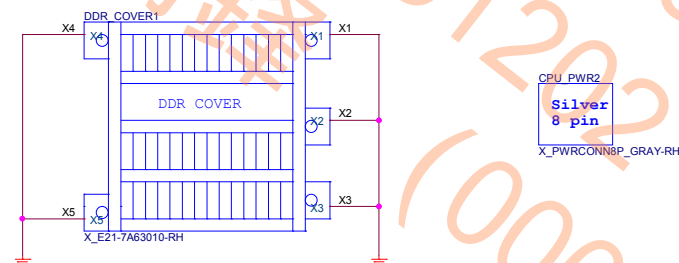 DDR_COVER1
X4
X4
X1
X1
DDR COVER
X2
X2
X3
X3
X5
X5
X_E21-7A63010-RH
CPU_PWR2
Silver
8 pin
X_PWRCONN8P_GRAY-RH